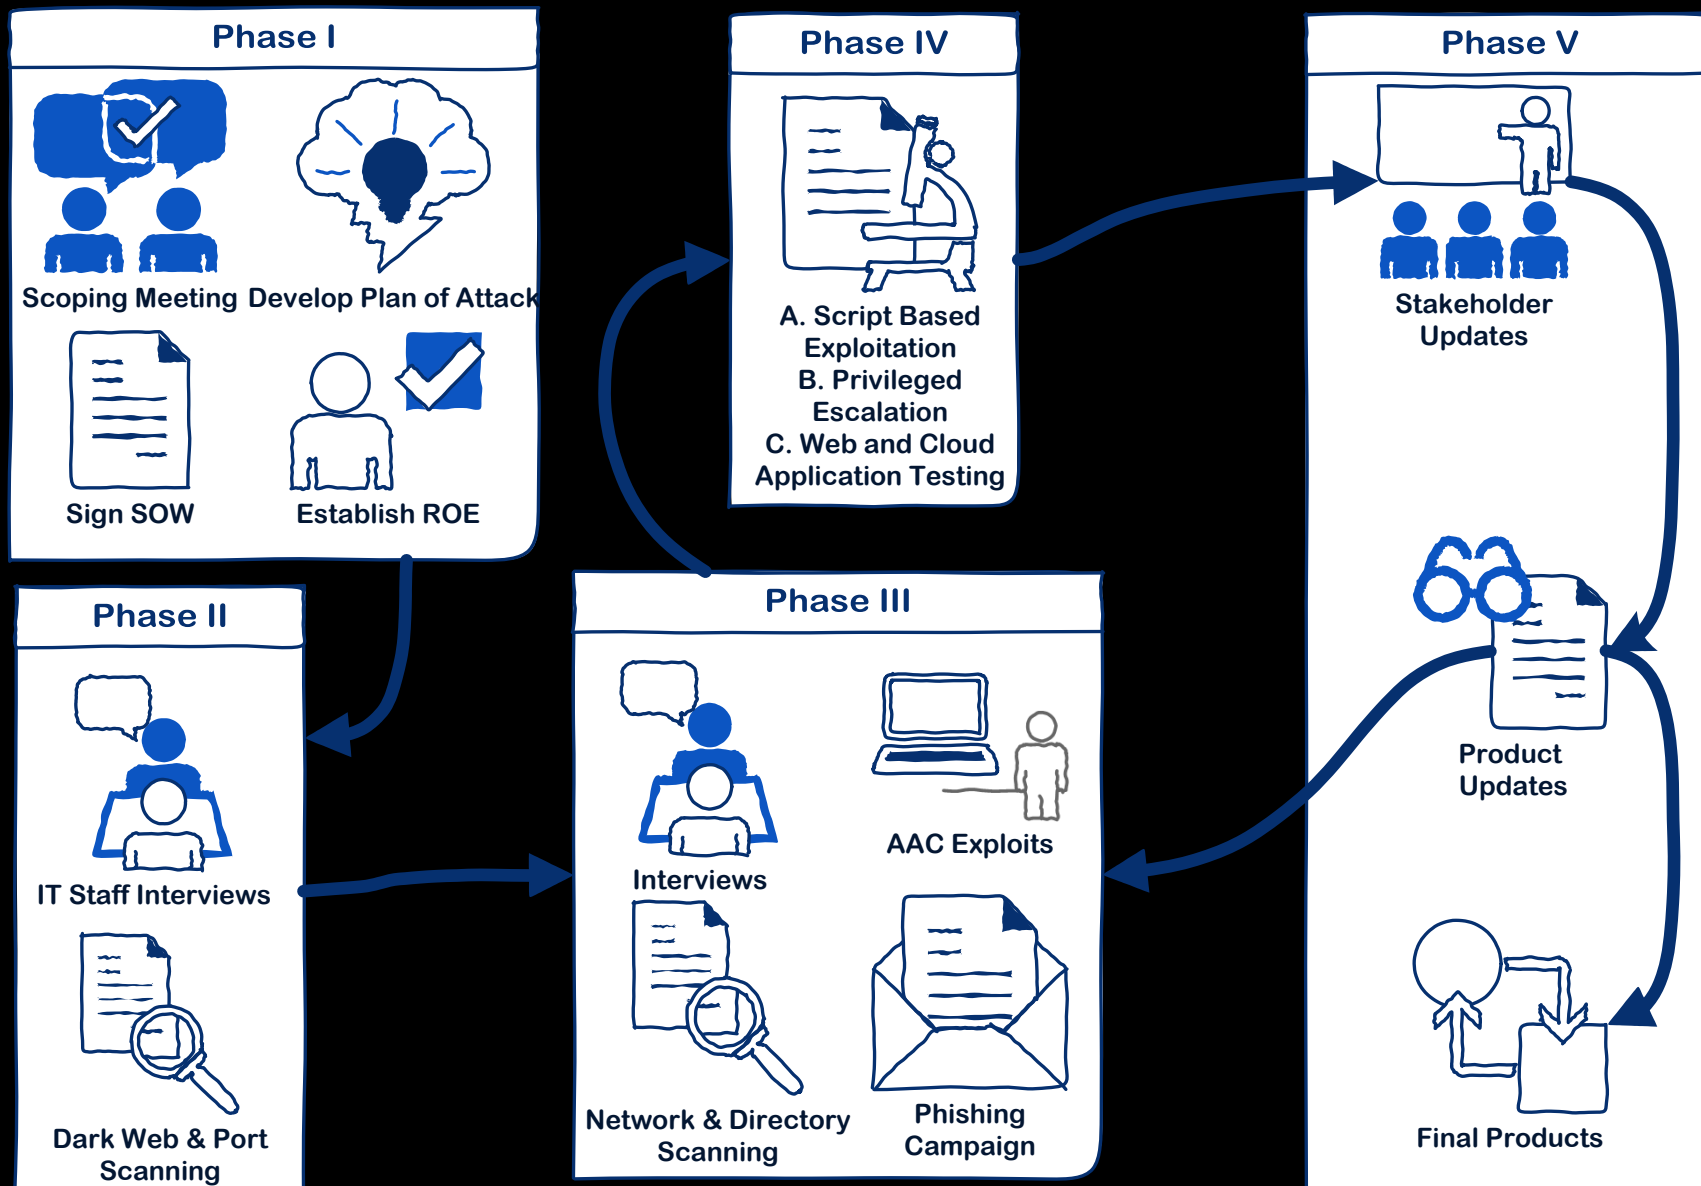 Phase I
Scoping Meeting
Develop Plan of Attack
Sign SOW
Establish ROE
Phase II
IT Staff Interviews
Dark Web & Port
Scanning
Phase III
Interviews
AAC Exploits
Network & Directory
Scanning
Phishing
Campaign
Phase IV
A. Script Based
Exploitation
B. Privileged
Escalation
C. Web and Cloud
Application Testing
Phase V
Stakeholder
Updates
Product
Updates
Final Products